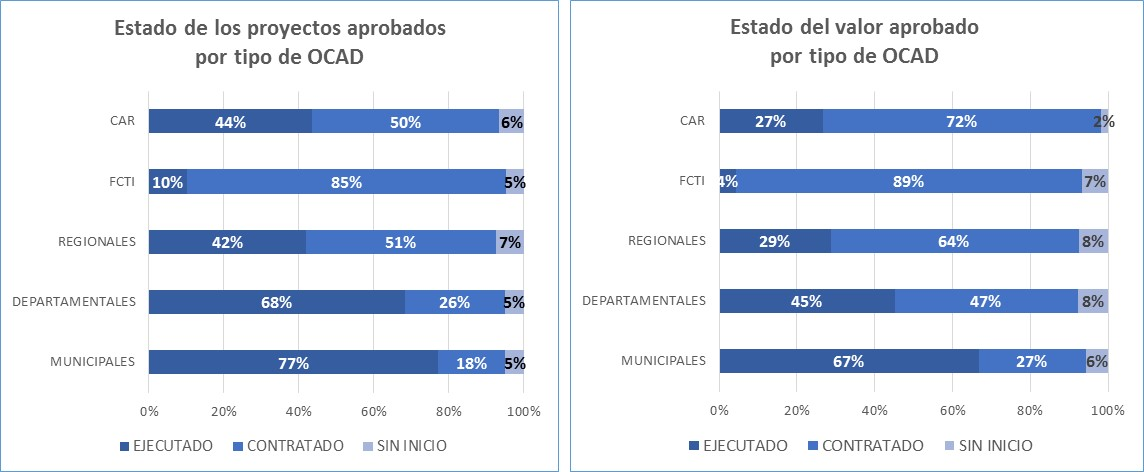 Estado de los proyectos aprobados
por tipo de OCAD
CAR
44%
50%
6%
FCTI
10%
85%
5%
REGIONALES
42%
51%
7%
DEPARTAMENTALES
68%
26%
5%
MUNICIPALES
77%
18%
5%
0%
20%
40%
60%
80%
100%
EJECUTADO
CONTRATADO
SIN INICIO
Estado del valor aprobado
por tipo de OCAD
CAR
27%
72%
2%
FCTI
4%
89%
7%
REGIONALES
29%
64%
8%
DEPARTAMENTALES
45%
47%
8%
MUNICIPALES
67%
27%
6%
0%
20%
40%
60%
80%
100%
EJECUTADO
CONTRATADO
SIN INICIO